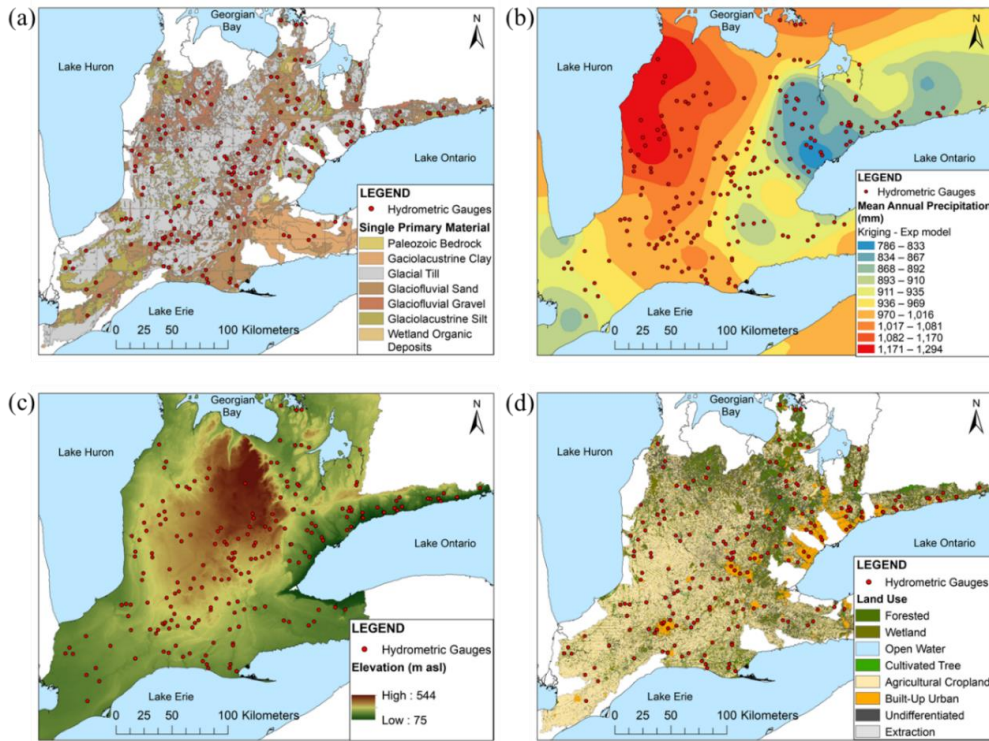 (a)
Georgian
Bay
N
Lake Huron
Lake Ontario
LEGEND
Hydrometric Gauges
Single Primary Material
Paleozoic Bedrock
Gaciolacustrine Clay
Glacial Till
Glaciofluvial Sand
Glaciofluvial Gravel
Glaciolacustrine Silt
Wetland Organic
Deposits
Lake Erie
0 25 50 100 Kilometers
(b)
Georgian
Bay
N
Lake Huron
Lake Ontario
LEGEND
Hydrometric Gauges
Mean Annual Precipitation
(mm)
Kriging - Exp model
786 – 833
834 – 867
868 – 892
893 – 910
911 – 935
936 – 969
970 – 1,016
1,017 – 1,081
1,082 – 1,170
1,171 – 1,294
Lake Erie
0 25 50 100 Kilometers
(c)
Georgian
Bay
N
Lake Huron
Lake Ontario
LEGEND
Hydrometric Gauges
Elevation (m asl)
High : 544
Low : 75
Lake Erie
0 25 50 100 Kilometers
(d)
Georgian
Bay
N
Lake Huron
Lake Ontario
LEGEND
Hydrometric Gauges
Land Use
Forested
Wetland
Open Water
Cultivated Tree
Agricultural Cropland
Built-Up Urban
Undifferentiated
Extraction
Lake Erie
0 25 50 100 Kilometers